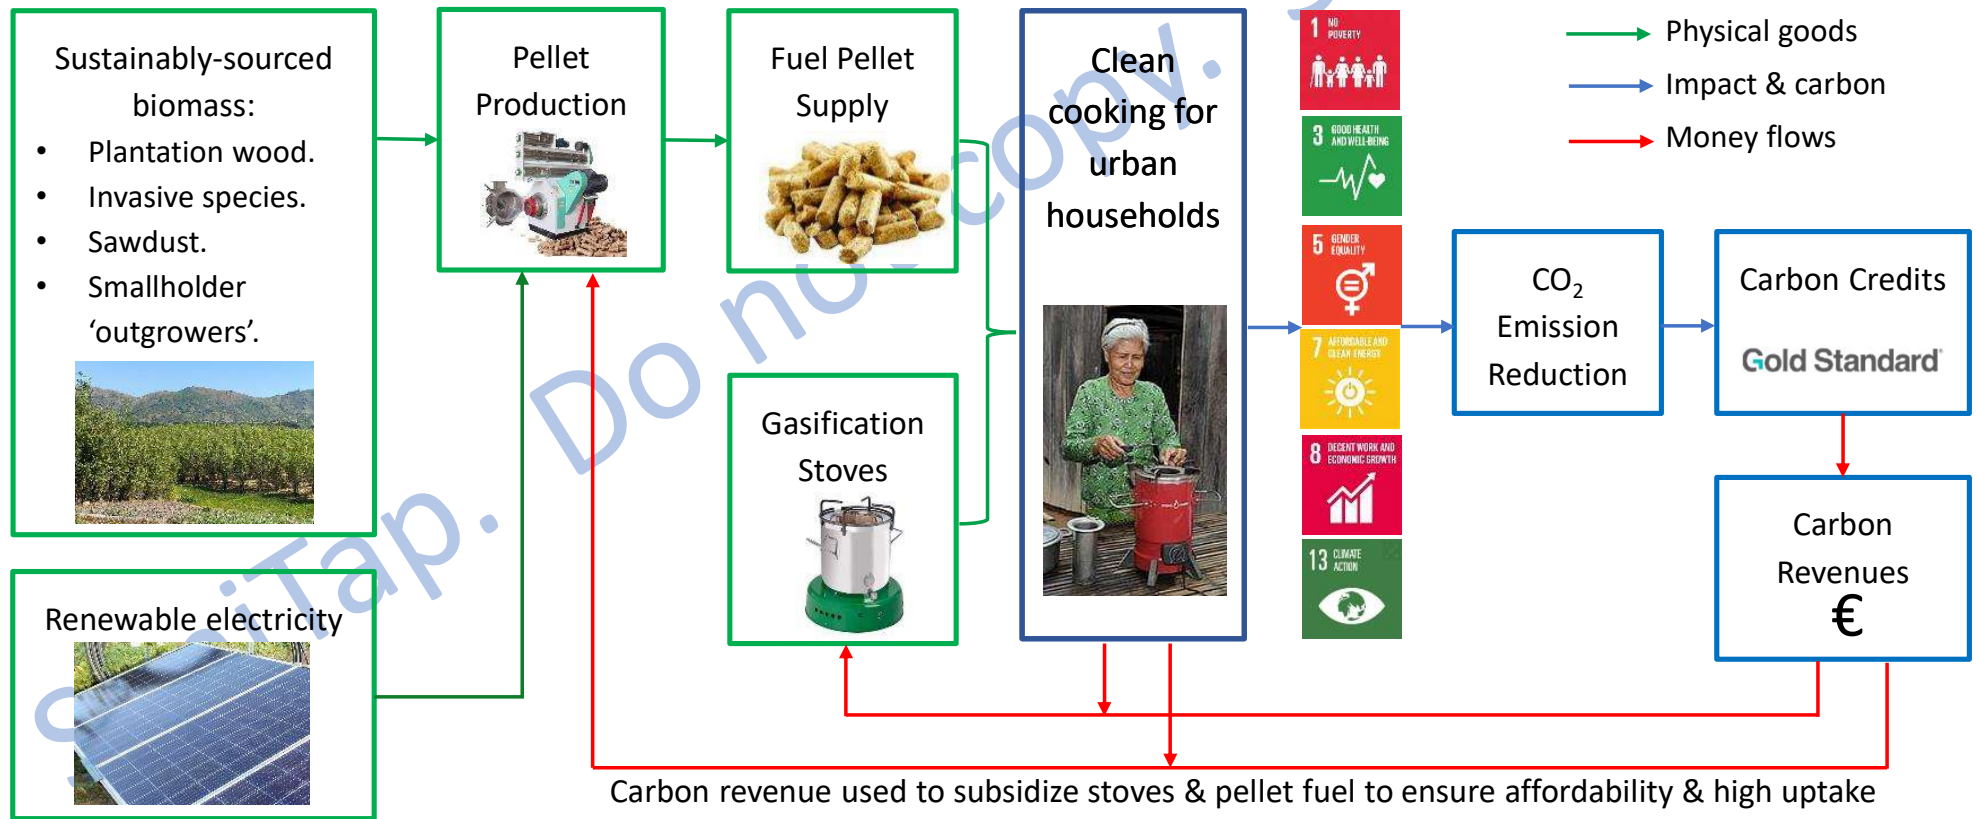 Sustainably-sourced
biomass:
• Plantation wood.
• Invasive species.
• Sawdust.
• Smallholder
‘outgrowers’.
Renewable electricity
Pellet
Production
Fuel Pellet
Supply
Gasification
Stoves
Clean
cooking for
urban
households
1 NO
POVERTY
3 GOOD HEALTH
AND WELL-BEING
5 GENDER
EQUALITY
7 AFFORDABLE AND
CLEAN ENERGY
8 DECENT WORK AND
ECONOMIC GROWTH
13 CLIMATE
ACTION
CO₂
Emission
Reduction
Carbon Credits
Gold Standard
Carbon
Revenues
€
Physical goods
Impact & carbon
Money flows
Carbon revenue used to subsidize stoves & pellet fuel to ensure affordability & high uptake
Do not copy.